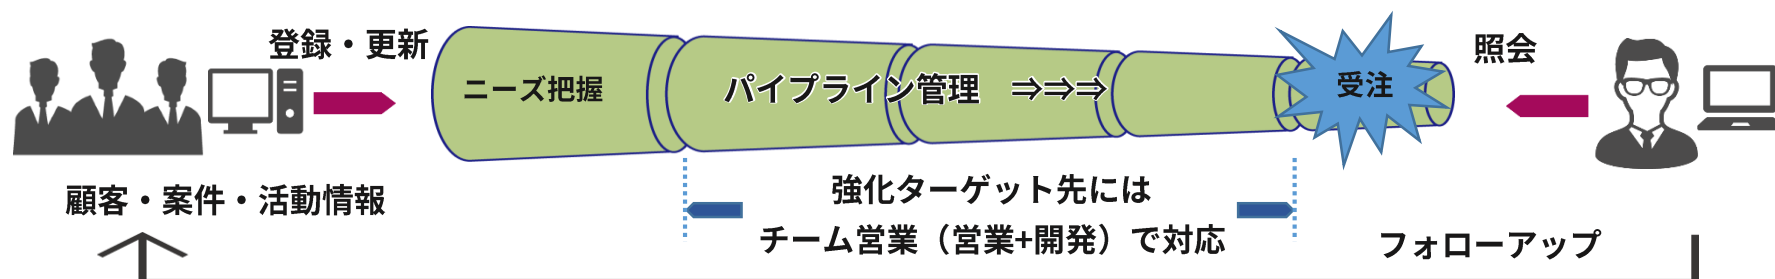 登録・更新
顧客・案件・活動情報
ニーズ把握
パイプライン管理 ⇒⇒⇒
受注
強化ターゲット先には
チーム営業（営業+開発）で対応
照会
フォローアップ